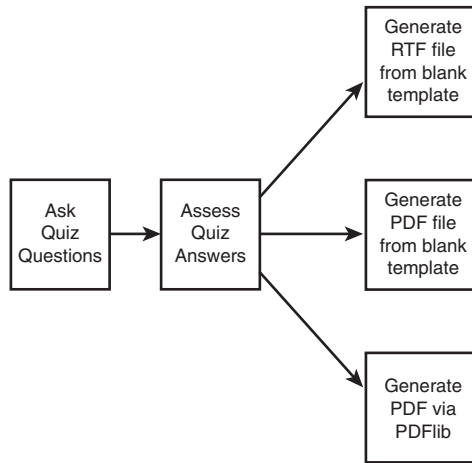 Ask
Quiz
Questions
Assess
Quiz
Answers
Generate
RTF file
from blank
template
Generate
PDF file
from blank
template
Generate
PDF via
PDFlib